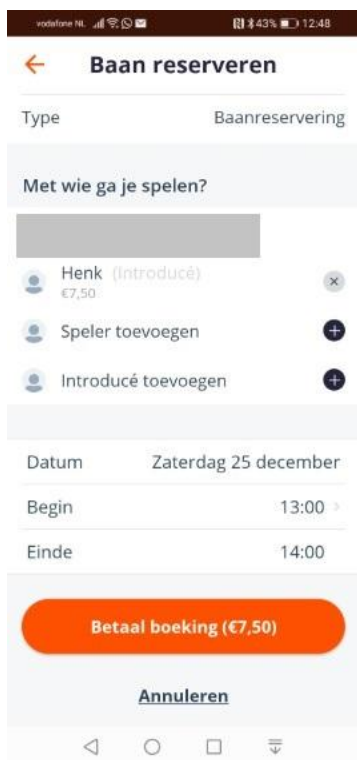 vodafone NL 43% 12:48
Baan reserveren
Type Baanreservering
Met wie ga je spelen?
Henk (Introducé)
€7,50
Speler toevoegen
Introducé toevoegen
Datum Zaterdag 25 december
Begin 13:00
Einde 14:00
Betaal boeking (€7,50)
Annuleren